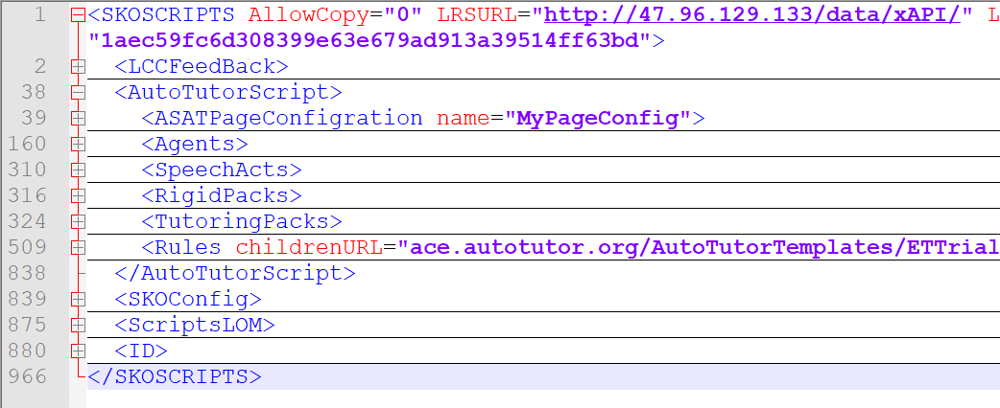 1 <SKOSCRIPTS AllowCopy="0" LRSURL="http://47.96.129.133/data/xAPI/" L
"1aec59fc6d308399e63e679ad913a39514ff63bd">
2 <LCCFeedBack>
38 <AutoTutorScript>
39 <ASATPageConfigration name="MyPageConfig">
160 <Agents>
310 <SpeechActs>
316 <RigidPacks>
324 <TutoringPacks>
509 <Rules childrenURL="ace.autotutor.org/AutoTutorTemplates/ETTrial
838 </AutoTutorScript>
839 <SKOConfig>
875 <ScriptsLOM>
880 <ID>
966 </SKOSCRIPTS>